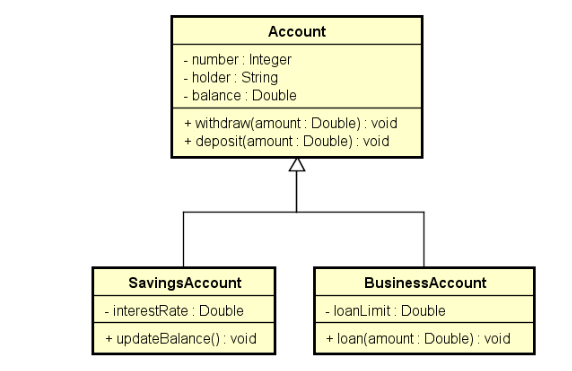 Account
- number : Integer
- holder : String
- balance : Double
+ withdraw(amount : Double) : void
+ deposit(amount : Double) : void
SavingsAccount
- interestRate : Double
+ updateBalance() : void
BusinessAccount
- loanLimit : Double
+ loan(amount : Double) : void